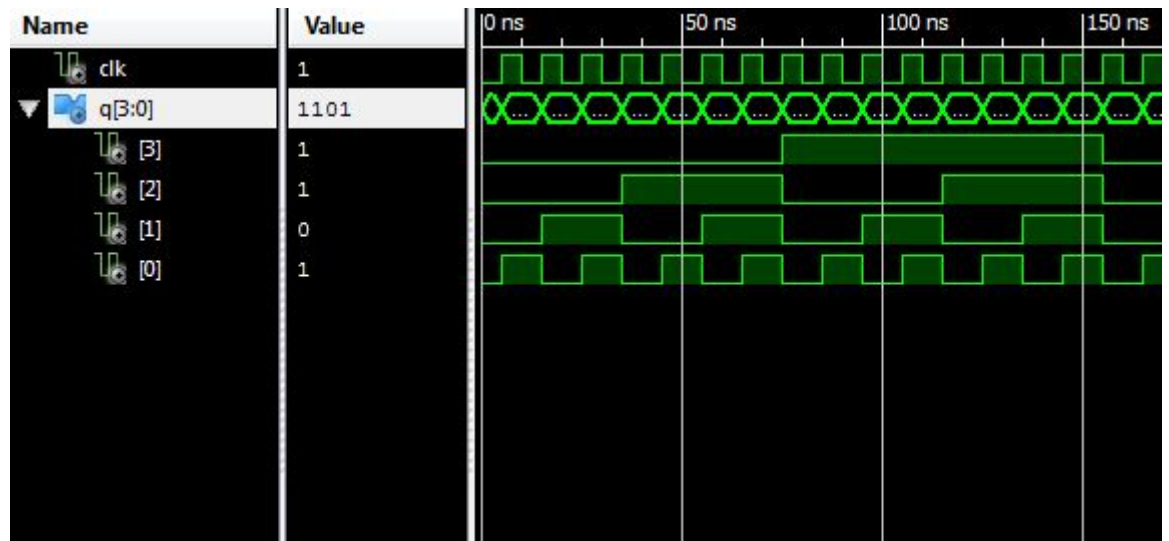 Name Value 0 ns 50 ns 100 ns 150 ns
clk 1
q[3:0] 1101 ... ... ... ... ... ... ... ... ... ... ... ... ... ... ... ...
[3] 1
[2] 1
[1] 0
[0] 1